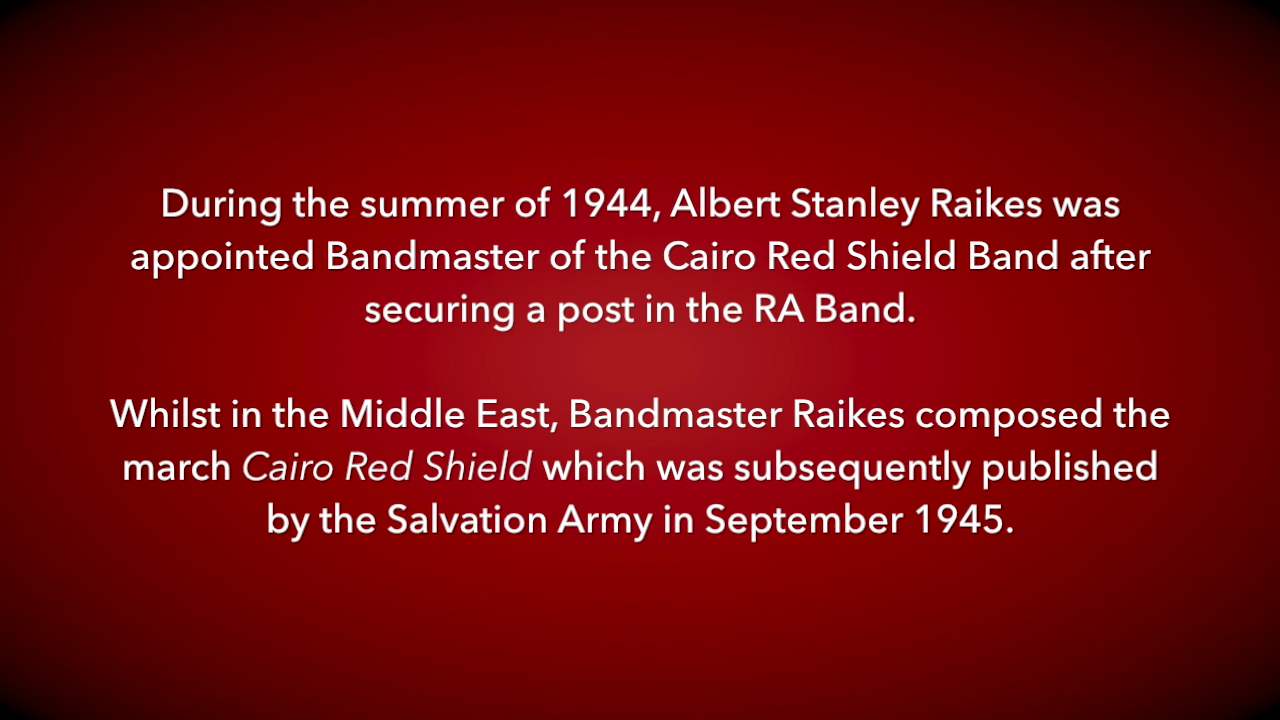 During the summer of 1944, Albert Stanley Raikes was
appointed Bandmaster of the Cairo Red Shield Band after
securing a post in the RA Band.
Whilst in the Middle East, Bandmaster Raikes composed the
march Cairo Red Shield which was subsequently published
by the Salvation Army in September 1945.